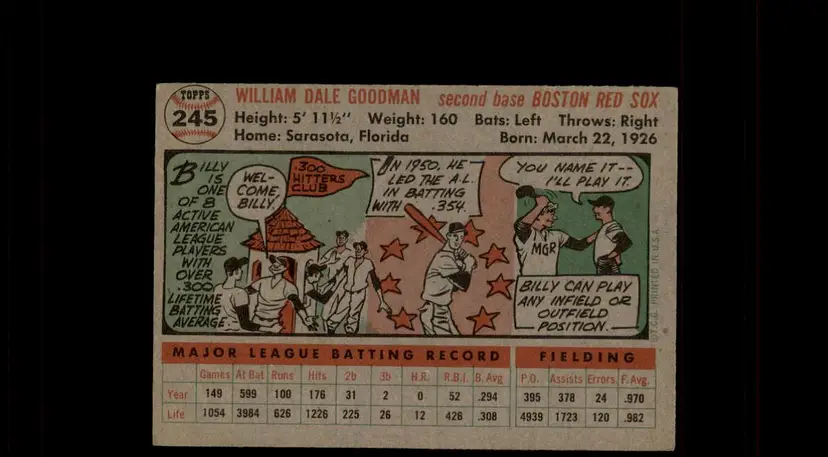 TOPPS
245
WILLIAM DALE GOODMAN second base BOSTON RED SOX
Height: 5' 11½" Weight: 160 Bats: Left Throws: Right
Home: Sarasota, Florida Born: March 22, 1926
BILLY
IS
ONE
OF 8
ACTIVE
AMERICAN
LEAGUE
PLAYERS
WITH
OVER
.300
LIFETIME
BATTING
AVERAGE.
WEL-
COME,
BILLY.
.300
HITTERS
CLUB
IN 1950, HE
LED THE A.L.
IN BATTING
WITH .354.
YOU NAME IT--
I'LL PLAY IT.
MGR
BILLY CAN PLAY
ANY INFIELD OR
OUTFIELD
POSITION.
T.C.G. PRINTED IN U.S.A.
MAJOR LEAGUE BATTING RECORD FIELDING
Games At Bat Runs Hits 2b 3b H.R. R.B.I. B. Avg P.O. Assists Errors F. Avg.
Year 149 599 100 176 31 2 0 52 .294 395 378 24 .970
Life 1054 3984 626 1226 225 26 12 426 .308 4939 1723 120 .982